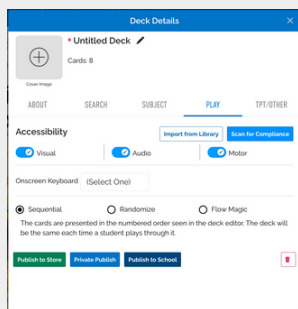 Deck Details
* Untitled Deck
Cards: 8
Cover Image
ABOUT SEARCH SUBJECT PLAY TPT/OTHER
Accessibility Import from Library Scan for Compliance
Visual Audio Motor
Onscreen Keyboard (Select One)
Sequential Randomize Flow Magic
The cards are presented in the numbered order seen in the deck editor. The deck will
be the same each time a student plays through it.
Publish to Store Private Publish Publish to School